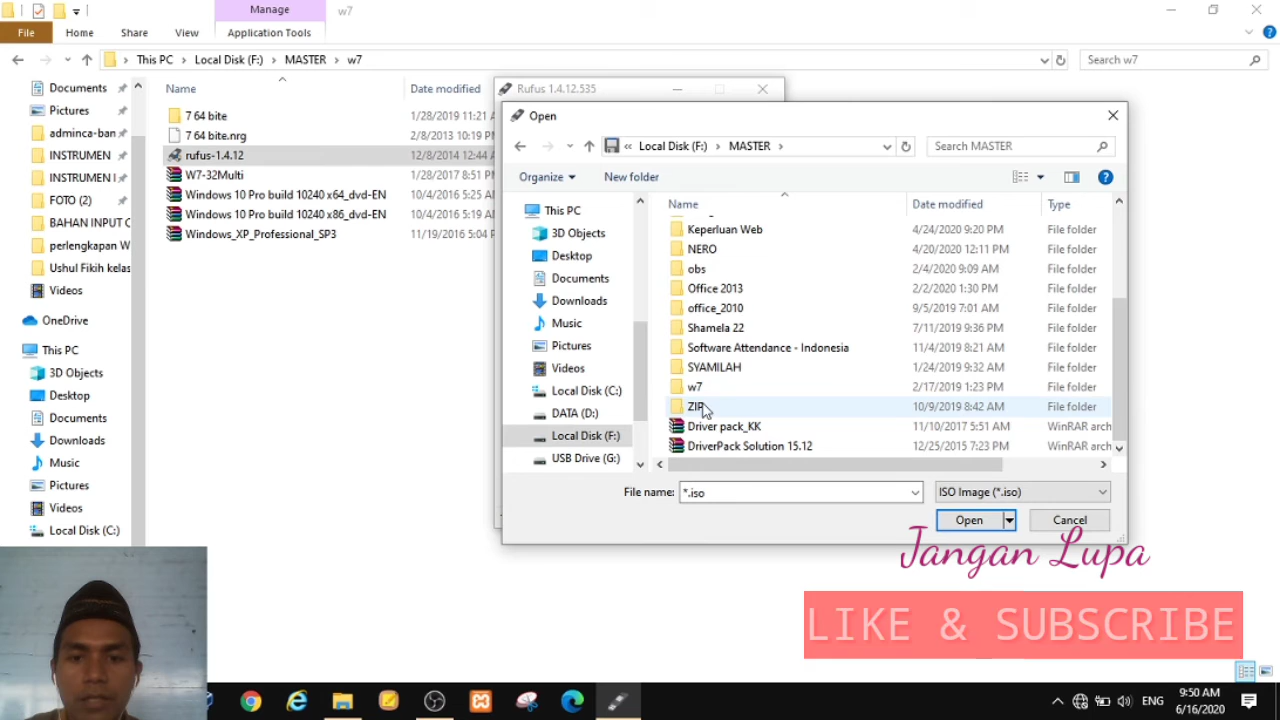 Manage
w7
File
Home
Share
View
Application Tools
This PC
Local Disk (F:)
MASTER
w7
Search w7
Documents
Pictures
adminca-ban
INSTRUMEN
INSTRUMEN I
FOTO (2)
BAHAN INPUT C
perlengkapan W
Ushul Fikih kelas
Videos
OneDrive
This PC
3D Objects
Desktop
Documents
Downloads
Music
Pictures
Videos
Local Disk (C:)
Name
Date modified
7 64 bite
1/28/2019 11:21
7 64 bite.nrg
2/8/2013 10:19 PM
rufus-1.4.12
12/8/2014 12:44
W7-32Multi
1/28/2017 8:51
Windows 10 Pro build 10240 x64_dvd-EN
10/4/2016 5:25
Windows 10 Pro build 10240 x86_dvd-EN
10/4/2016 5:19
Windows_XP_Professional_SP3
11/19/2016 5:04
Rufus 1.4.12.535
Open
« Local Disk (F:)
MASTER
Search MASTER
Organize
New folder
This PC
3D Objects
Desktop
Documents
Downloads
Music
Pictures
Videos
Local Disk (C:)
DATA (D:)
Local Disk (F:)
USB Drive (G:)
Name
Date modified
Type
Keperluan Web
4/24/2020 9:20 PM
File folder
NERO
4/20/2020 12:11 PM
File folder
obs
2/4/2020 9:09 AM
File folder
Office 2013
2/2/2020 1:30 PM
File folder
office_2010
9/5/2019 7:01 AM
File folder
Shamela 22
7/11/2019 9:36 PM
File folder
Software Attendance - Indonesia
11/4/2019 8:21 AM
File folder
SYAMILAH
1/24/2019 9:32 AM
File folder
w7
2/17/2019 1:23 PM
File folder
ZIP
10/9/2019 8:42 AM
File folder
Driver pack_KK
11/10/2017 5:51 AM
WinRAR arch
DriverPack Solution 15.12
12/25/2015 7:23 PM
WinRAR arch
File name:
*.iso
ISO Image (*.iso)
Open
Cancel
Jangan Lupa
LIKE & SUBSCRIBE
ENG
9:50 AM
6/16/2020